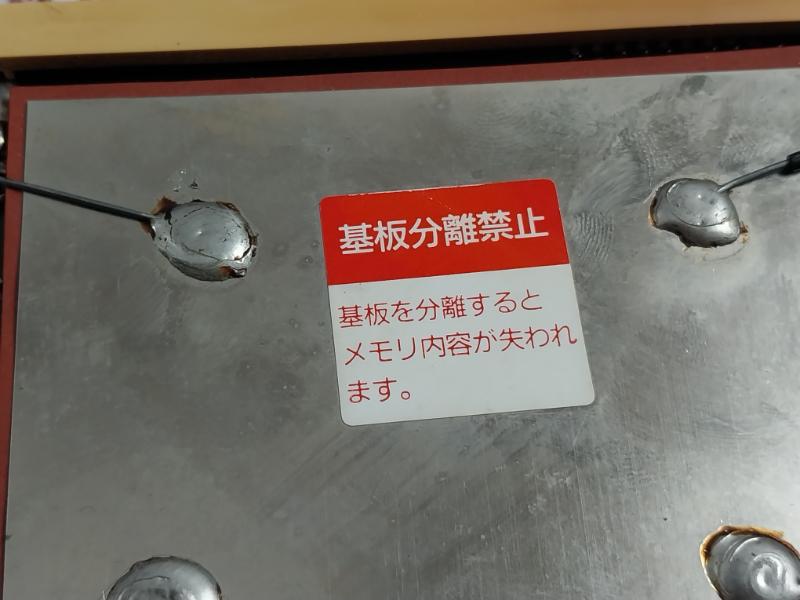 基板分離禁止
基板を分離すると
メモリ内容が失われ
ます。